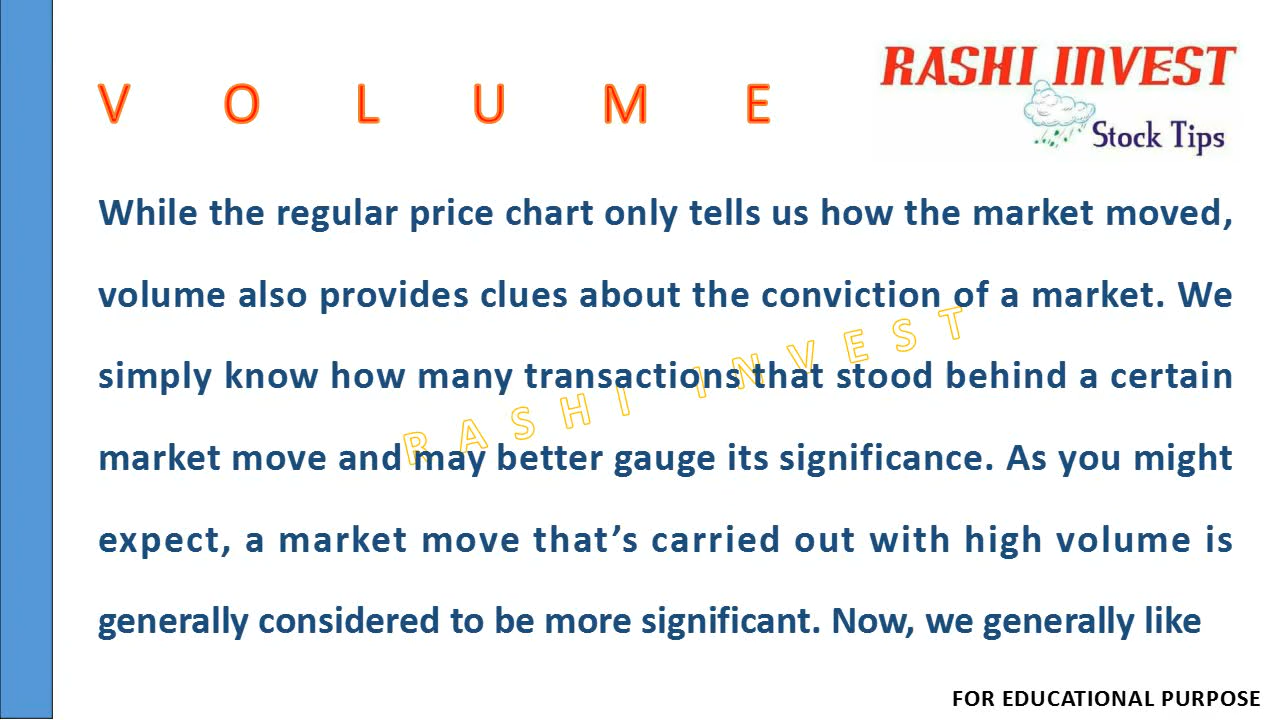 V O L U M E
RASHI INVEST
Stock Tips
While the regular price chart only tells us how the market moved,
volume also provides clues about the conviction of a market. We
simply know how many transactions that stood behind a certain
market move and may better gauge its significance. As you might
expect, a market move that’s carried out with high volume is
generally considered to be more significant. Now, we generally like
RASHI INVEST
FOR EDUCATIONAL PURPOSE